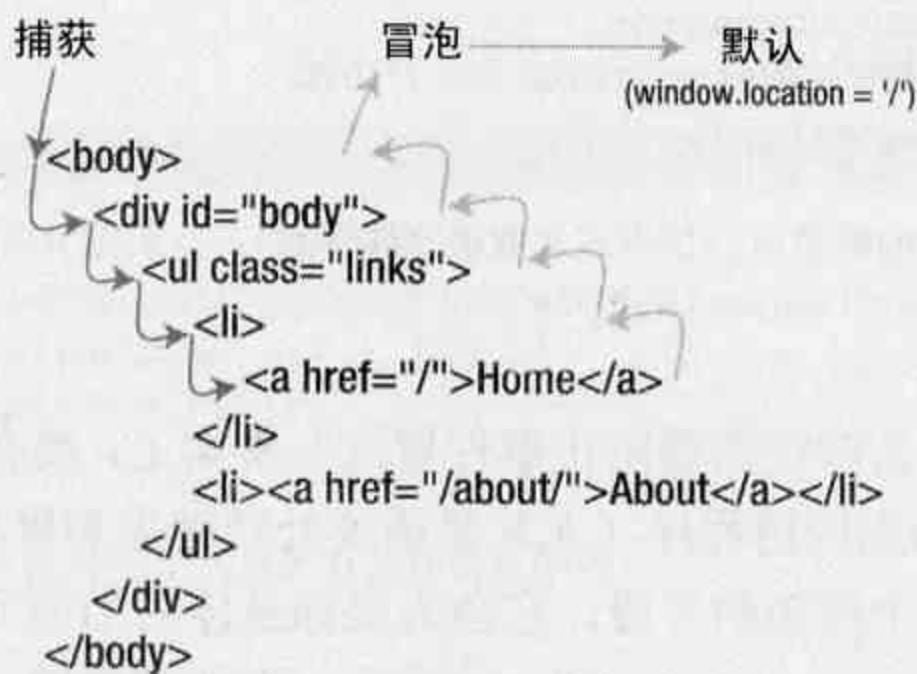 捕获 冒泡 默认
(window.location = '/')
<body>
<div id="body">
<ul class="links">
<li>
<a href="/">Home</a>
</li>
<li><a href="/about/">About</a></li>
</ul>
</div>
</body>